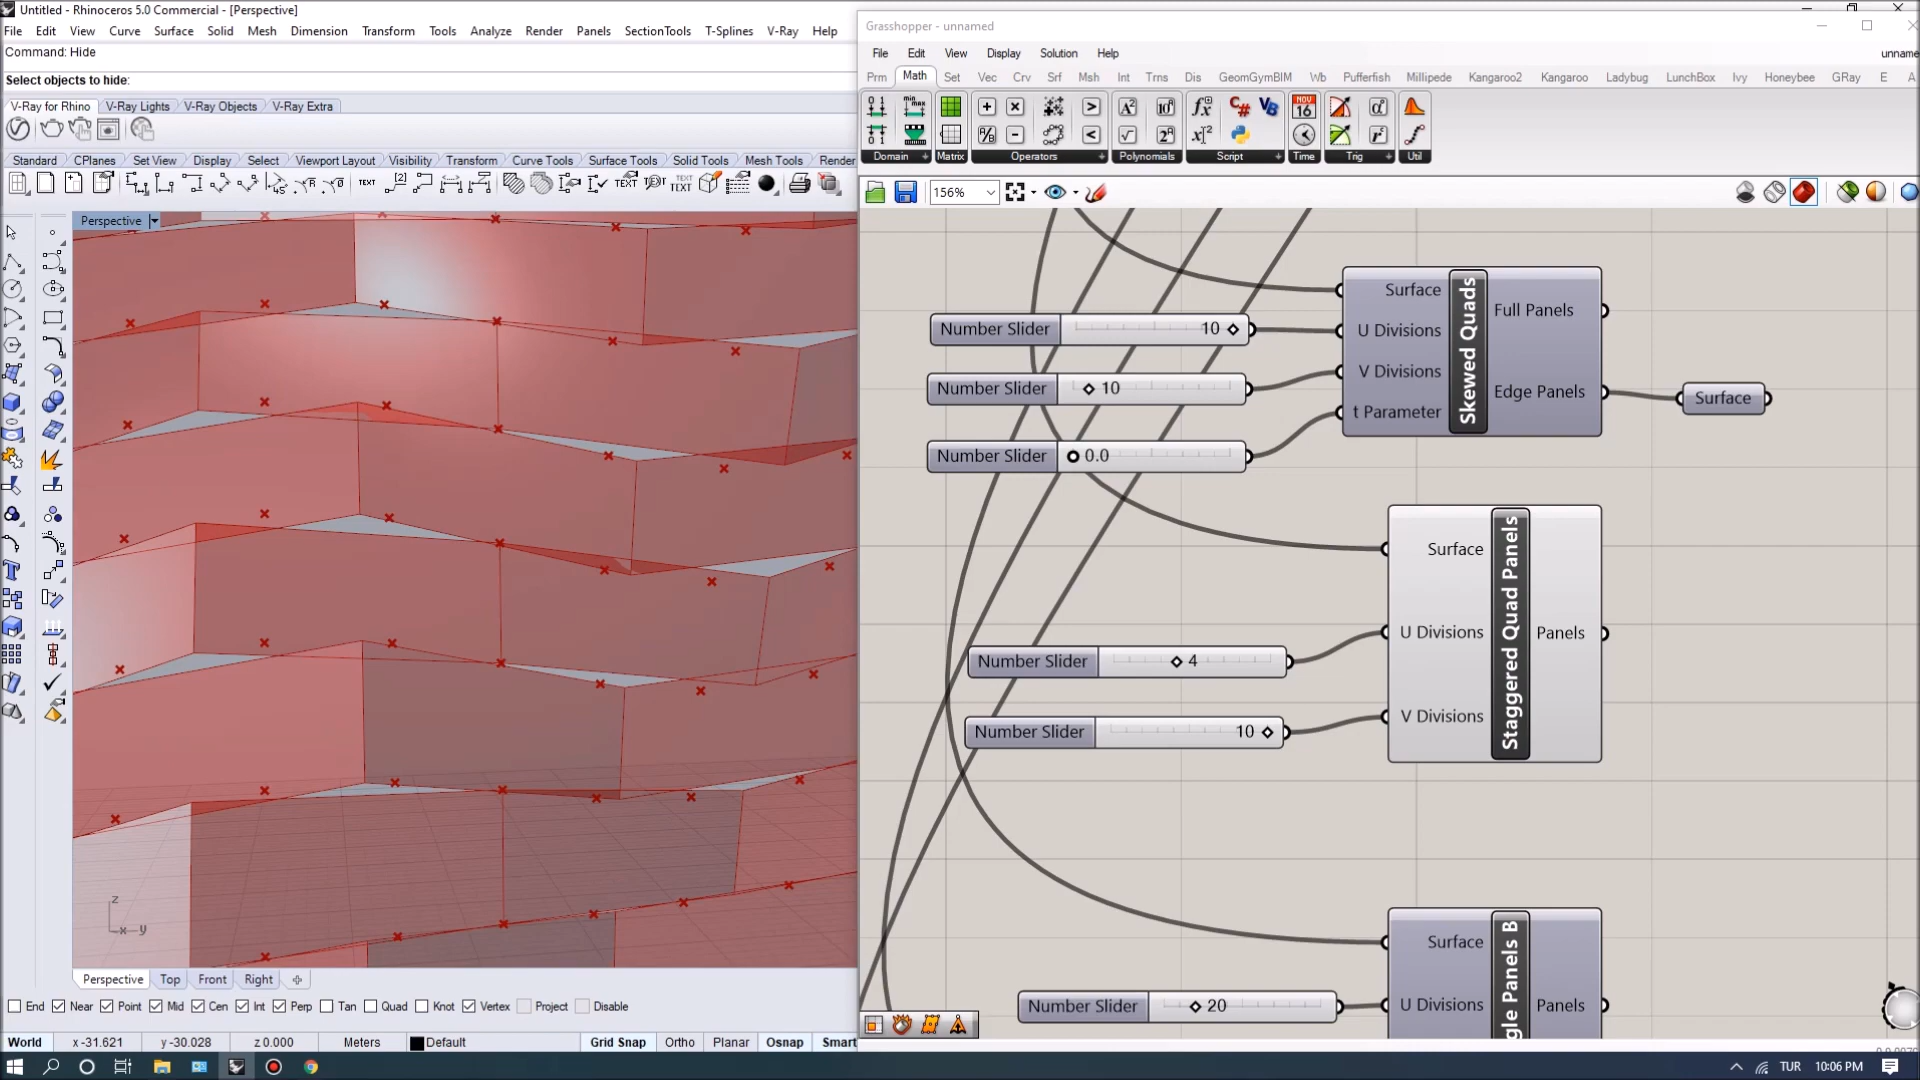 Untitled - Rhinoceros 5.0 Commercial - [Perspective]
File Edit View Curve Surface Solid Mesh Dimension Transform Tools Analyze Render Panels SectionTools T-Splines V-Ray Help
Command: Hide
Select objects to hide:
V-Ray for Rhino V-Ray Lights V-Ray Objects V-Ray Extra
Standard CPlanes Set View Display Select Viewport Layout Visibility Transform Curve Tools Surface Tools Solid Tools Mesh Tools Render
Perspective
z
x y
Perspective Top Front Right
End Near Point Mid Cen Int Perp Tan Quad Knot Vertex Project Disable
World x -31.621 y -30.028 z 0.000 Meters Default Grid Snap Ortho Planar Osnap Smart
Grasshopper - unnamed
File Edit View Display Solution Help unname
Prm Math Set Vec Crv Srf Msh Int Trns Dis GeomGymBIM Wb Pufferfish Millipede Kangaroo2 Kangaroo Ladybug LunchBox Ivy Honeybee GRay E A
Domain Matrix Operators Polynomials Script Time Trig Util
156%
Surface
U Divisions
V Divisions
t Parameter
Skewed Quads
Full Panels
Edge Panels
Surface
Number Slider 10
Number Slider 10
Number Slider 0.0
Surface
U Divisions
V Divisions
Staggered Quad Panels
Panels
Number Slider 4
Number Slider 10
Surface
U Divisions
gle Panels B
Panels
Number Slider 20
TUR 10:06 PM